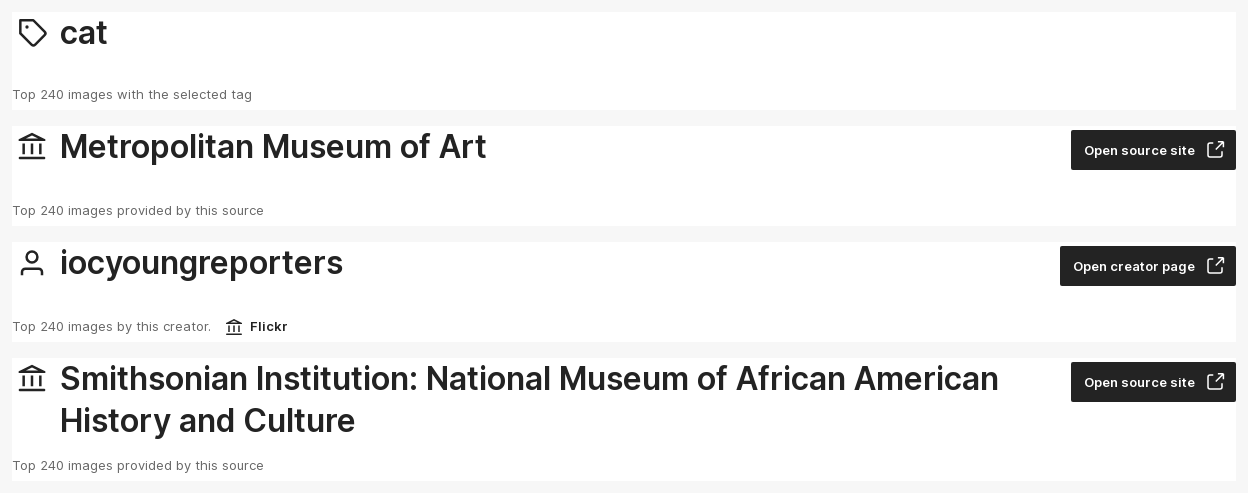 cat
Top 240 images with the selected tag
Metropolitan Museum of Art
Open source site
Top 240 images provided by this source
iocyoungreporters
Open creator page
Top 240 images by this creator.
Flickr
Smithsonian Institution: National Museum of African American
History and Culture
Open source site
Top 240 images provided by this source